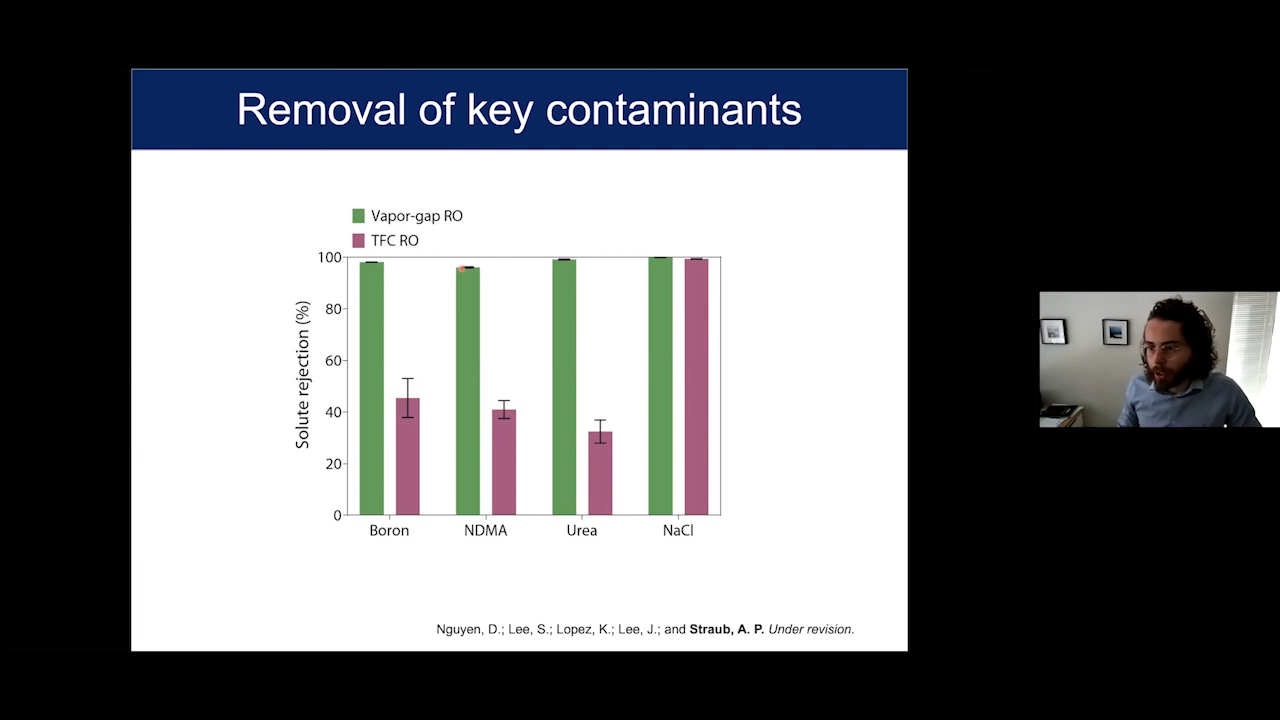 Removal of key contaminants
Vapor-gap RO
TFC RO
100
80
60
40
20
0
Solute rejection (%)
Boron
NDMA
Urea
NaCl
Nguyen, D.; Lee, S.; Lopez, K.; Lee, J.; and Straub, A. P. Under revision.